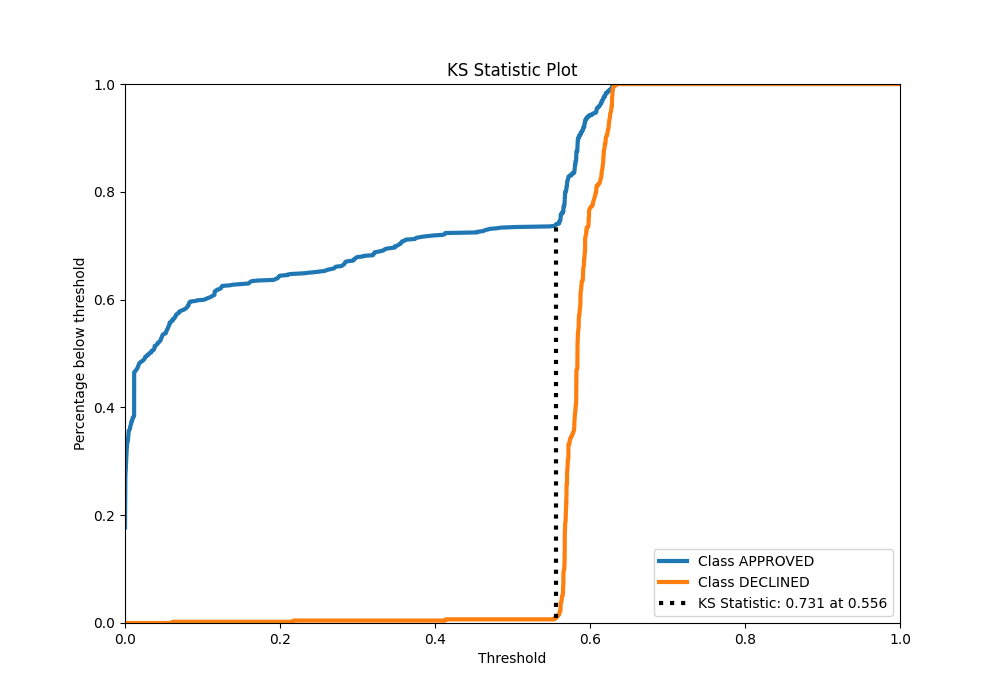 KS Statistic Plot
1.0
0.8
0.6
0.4
0.2
0.0
Percentage below threshold
0.0 0.2 0.4 0.6 0.8 1.0
Threshold
Class APPROVED
Class DECLINED
KS Statistic: 0.731 at 0.556